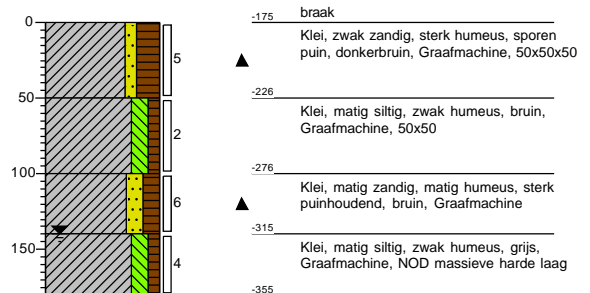 braak
0
-175
Klei, zwak zandig, sterk humeus, sporen
puin, donkerbruin, Graafmachine, 50x50x50
5
50
-226
Klei, matig siltig, zwak humeus, bruin,
Graafmachine, 50x50
2
100
-276
Klei, matig zandig, matig humeus, sterk
puinhoudend, bruin, Graafmachine
6
-315
Klei, matig siltig, zwak humeus, grijs,
Graafmachine, NOD massieve harde laag
150
4
-355